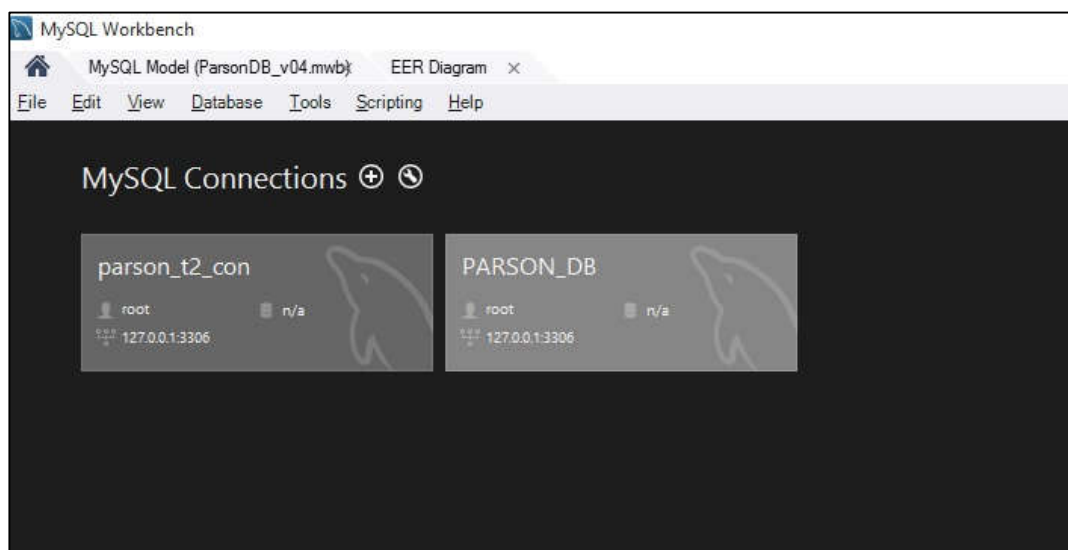 MySQL Workbench
MySQL Model (ParsonDB_v04.mwb) EER Diagram ×
File Edit View Database Tools Scripting Help
MySQL Connections
parson_t2_con PARSON_DB
root n/a root n/a
127.0.0.1:3306 127.0.0.1:3306